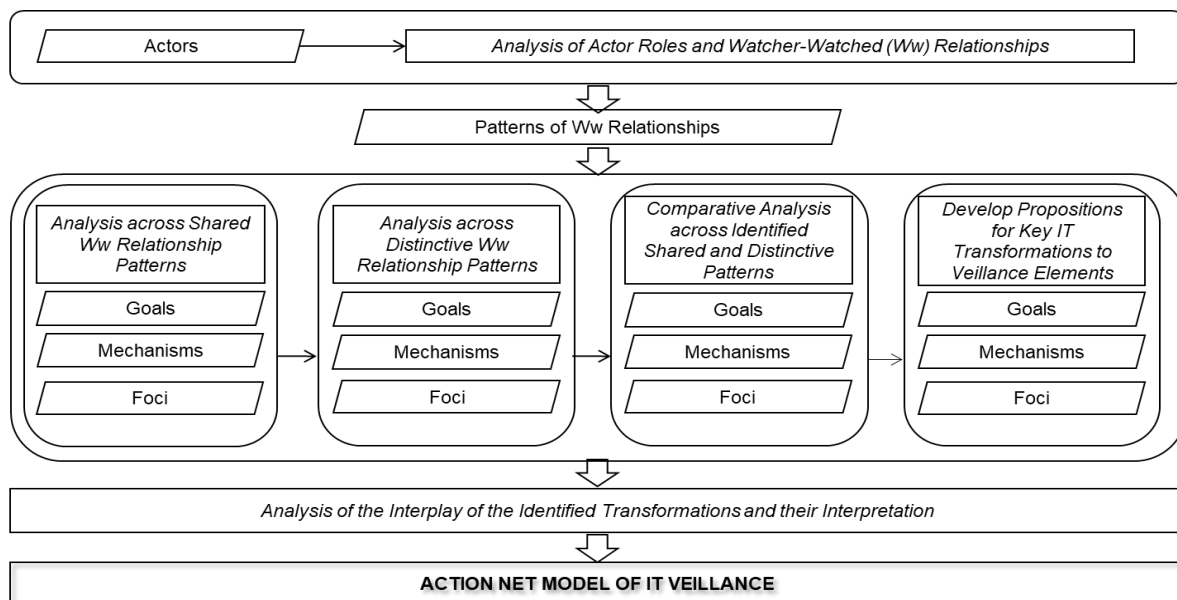 Actors
Analysis of Actor Roles and Watcher-Watched (Ww) Relationships
Patterns of Ww Relationships
Analysis across Shared
Ww Relationship
Patterns
Goals
Mechanisms
Foci
Analysis across
Distinctive Ww
Relationship Patterns
Goals
Mechanisms
Foci
Comparative Analysis
across Identified
Shared and Distinctive
Patterns
Goals
Mechanisms
Foci
Develop Propositions
for Key IT
Transformations to
Veillance Elements
Goals
Mechanisms
Foci
Analysis of the Interplay of the Identified Transformations and their Interpretation
ACTION NET MODEL OF IT VEILLANCE